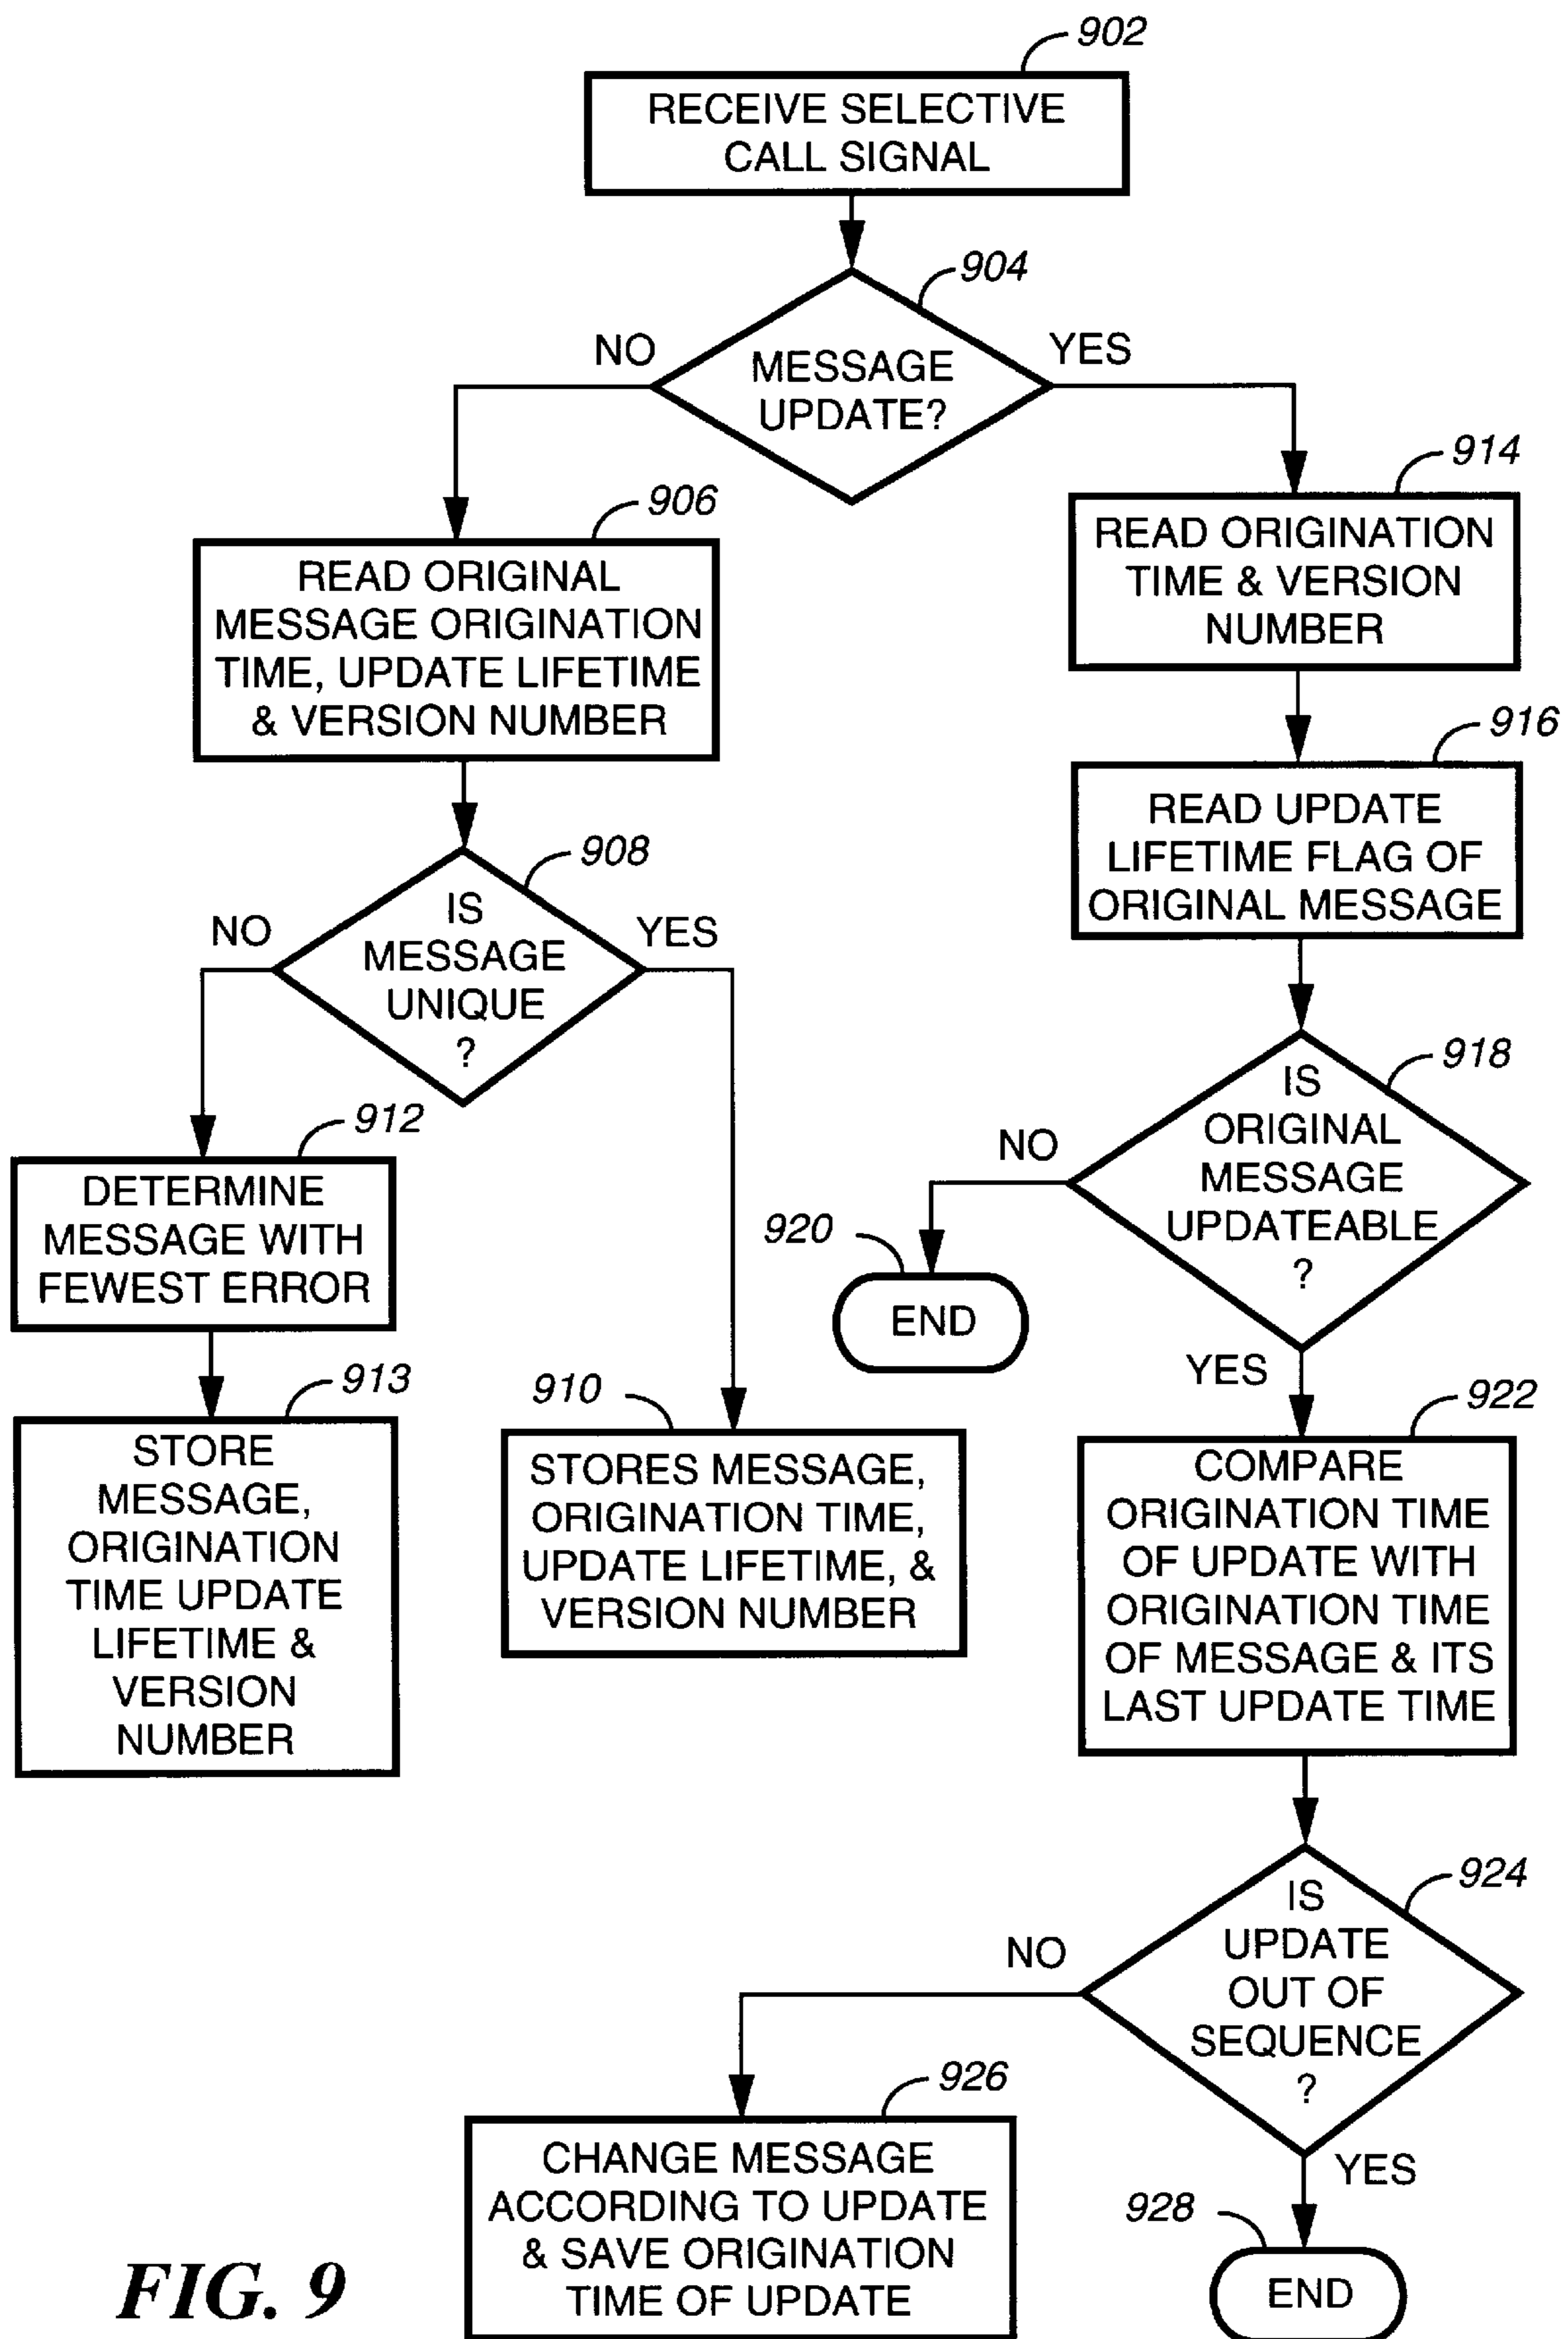 902
RECEIVE SELECTIVE
CALL SIGNAL
904
NO
MESSAGE
UPDATE?
YES
906
READ ORIGINAL
MESSAGE ORIGINATION
TIME, UPDATE LIFETIME
& VERSION NUMBER
914
READ ORIGINATION
TIME & VERSION
NUMBER
916
READ UPDATE
LIFETIME FLAG OF
ORIGINAL MESSAGE
908
NO
IS
MESSAGE
UNIQUE
?
YES
912
DETERMINE
MESSAGE WITH
FEWEST ERROR
913
STORE
MESSAGE,
ORIGINATION
TIME UPDATE
LIFETIME &
VERSION
NUMBER
910
STORES MESSAGE,
ORIGINATION TIME,
UPDATE LIFETIME, &
VERSION NUMBER
918
NO
IS
ORIGINAL
MESSAGE
UPDATEABLE
?
920
END
YES
922
COMPARE
ORIGINATION TIME
OF UPDATE WITH
ORIGINATION TIME
OF MESSAGE & ITS
LAST UPDATE TIME
924
NO
IS
UPDATE
OUT OF
SEQUENCE
?
YES
926
CHANGE MESSAGE
ACCORDING TO UPDATE
& SAVE ORIGINATION
TIME OF UPDATE
928
END
FIG. 9